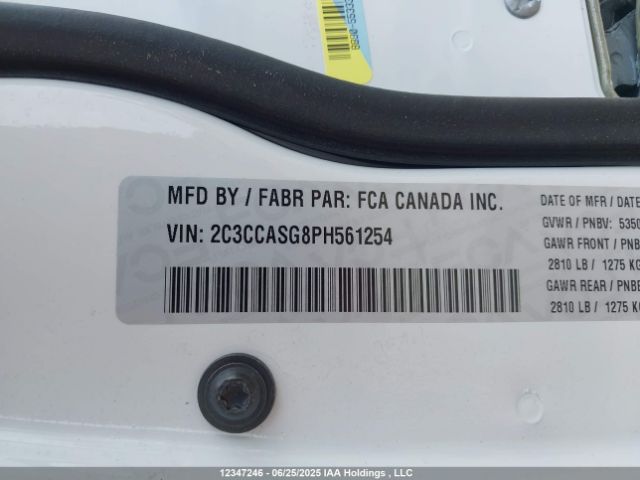 MFD BY / FABR PAR: FCA CANADA INC.
VIN: 2C3CCASG8PH561254
DATE OF MFR / DATE
GVWR / PNBV: 5350
GAWR FRONT / PNB
2810 LB / 1275 KG
GAWR REAR / PNBE
2810 LB / 1275 K
12347246 - 06/25/2025 IAA Holdings , LLC